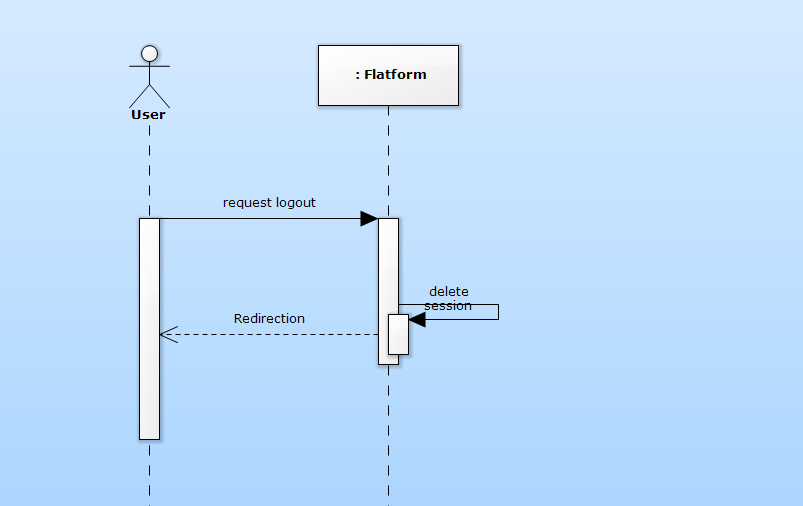 User
: Flatform
request logout
delete
session
Redirection